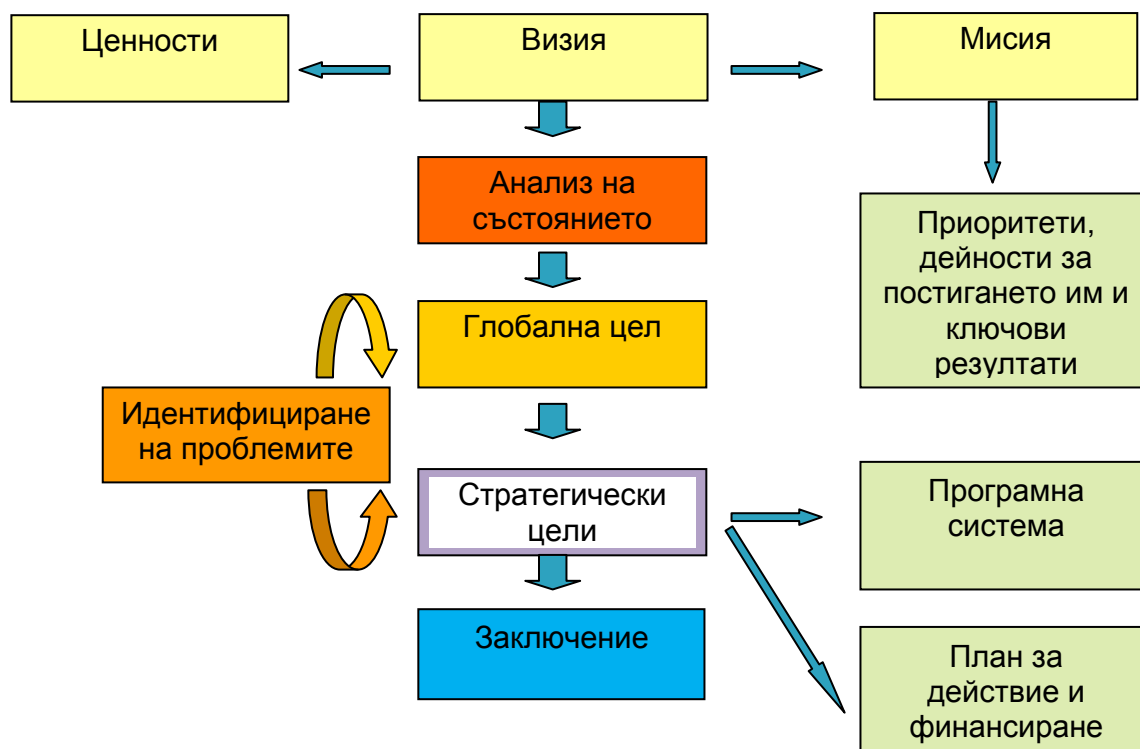 Ценности
Визия
Мисия
Анализ на
състоянието
Приоритети,
дейности за
постигането им и
ключови
резултати
Глобална цел
Идентифициране
на проблемите
Стратегически
цели
Програмна
система
Заключение
План за
действие и
финансиране